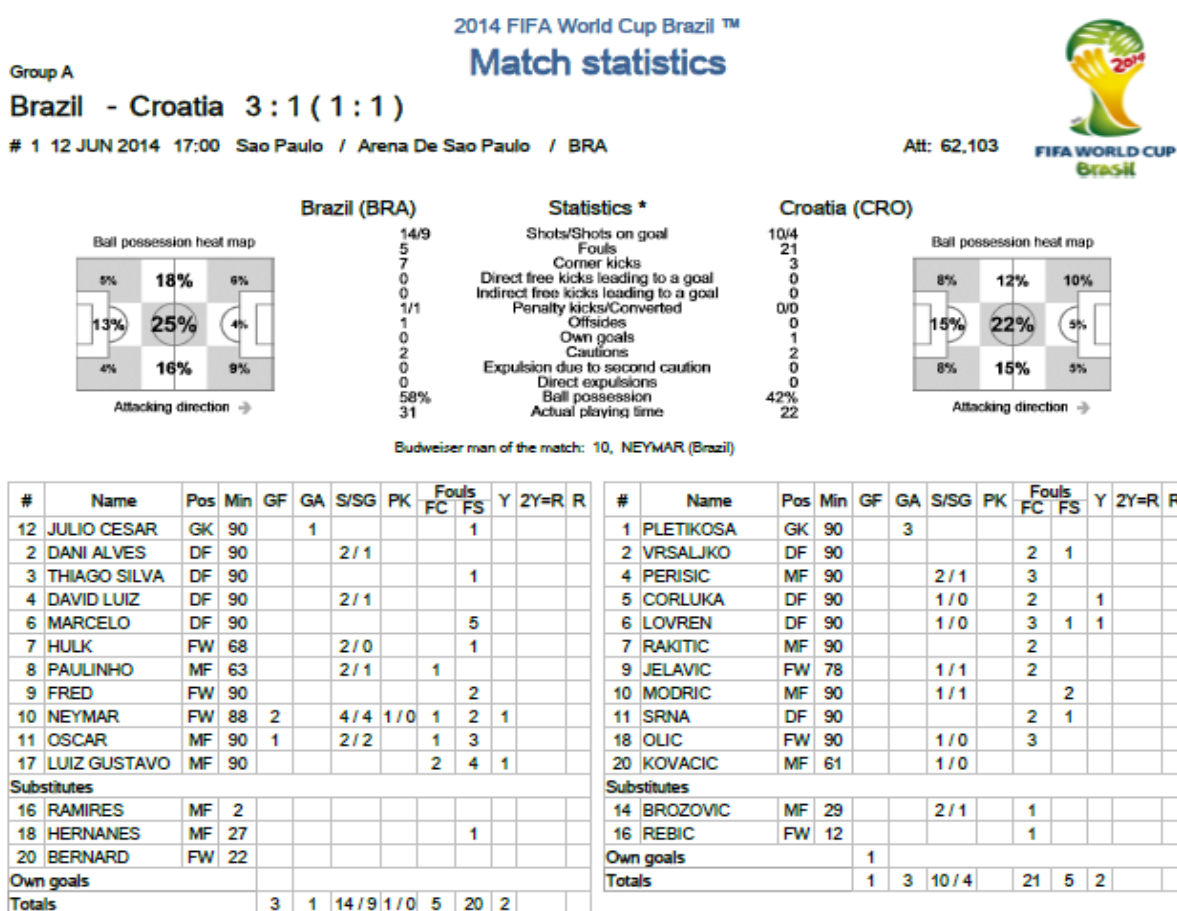 2014 FIFA World Cup Brazil ™
Match statistics
2014
FIFA WORLD CUP
Brasil
Group A
Brazil - Croatia 3 : 1 ( 1 : 1 )
# 1 12 JUN 2014 17:00 Sao Paulo / Arena De Sao Paulo / BRA Att: 62,103
Brazil (BRA) Statistics * Croatia (CRO)
14/9 Shots/Shots on goal 10/4
5 Fouls 21
7 Corner kicks 3
0 Direct free kicks leading to a goal 0
0 Indirect free kicks leading to a goal 0
1/1 Penalty kicks/Converted 0/0
1 Offsides 0
0 Own goals 1
2 Cautions 2
0 Expulsion due to second caution 0
0 Direct expulsions 0
58% Ball possession 42%
31 Actual playing time 22
Ball possession heat map
5% 18% 6%
13% 25% 4%
4% 16% 9%
Attacking direction
Ball possession heat map
8% 12% 10%
15% 22% 5%
8% 15% 5%
Attacking direction
Budweiser man of the match: 10, NEYMAR (Brazil)
# Name Pos Min GF GA S/SG PK Fouls FC FS Y 2Y=R R
12 JULIO CESAR GK 90 1 1
2 DANI ALVES DF 90 2 / 1
3 THIAGO SILVA DF 90 1
4 DAVID LUIZ DF 90 2 / 1
6 MARCELO DF 90 5
7 HULK FW 68 2 / 0 1
8 PAULINHO MF 63 2 / 1 1
9 FRED FW 90 2
10 NEYMAR FW 88 2 4 / 4 1 / 0 1 2 1
11 OSCAR MF 90 1 2 / 2 1 3
17 LUIZ GUSTAVO MF 90 2 4 1
Substitutes
16 RAMIRES MF 2
18 HERNANES MF 27 1
20 BERNARD FW 22
Own goals
Totals 3 1 14 / 9 1 / 0 5 20 2
# Name Pos Min GF GA S/SG PK Fouls FC FS Y 2Y=R R
1 PLETIKOSA GK 90 3
2 VRSALJKO DF 90 2 1
4 PERISIC MF 90 2 / 1 3
5 CORLUKA DF 90 1 / 0 2 1
6 LOVREN DF 90 1 / 0 3 1 1
7 RAKITIC MF 90 2
9 JELAVIC FW 78 1 / 1 2
10 MODRIC MF 90 1 / 1 2
11 SRNA DF 90 2 1
18 OLIC FW 90 1 / 0 3
20 KOVACIC MF 61 1 / 0
Substitutes
14 BROZOVIC MF 29 2 / 1 1
16 REBIC FW 12 1
Own goals 1
Totals 1 3 10 / 4 21 5 2